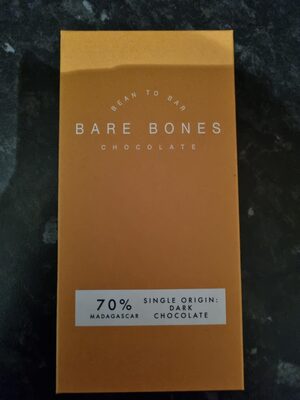 BEAN TO BAR
BARE BONES
CHOCOLATE
70%
MADAGASCAR
SINGLE ORIGIN:
DARK
CHOCOLATE